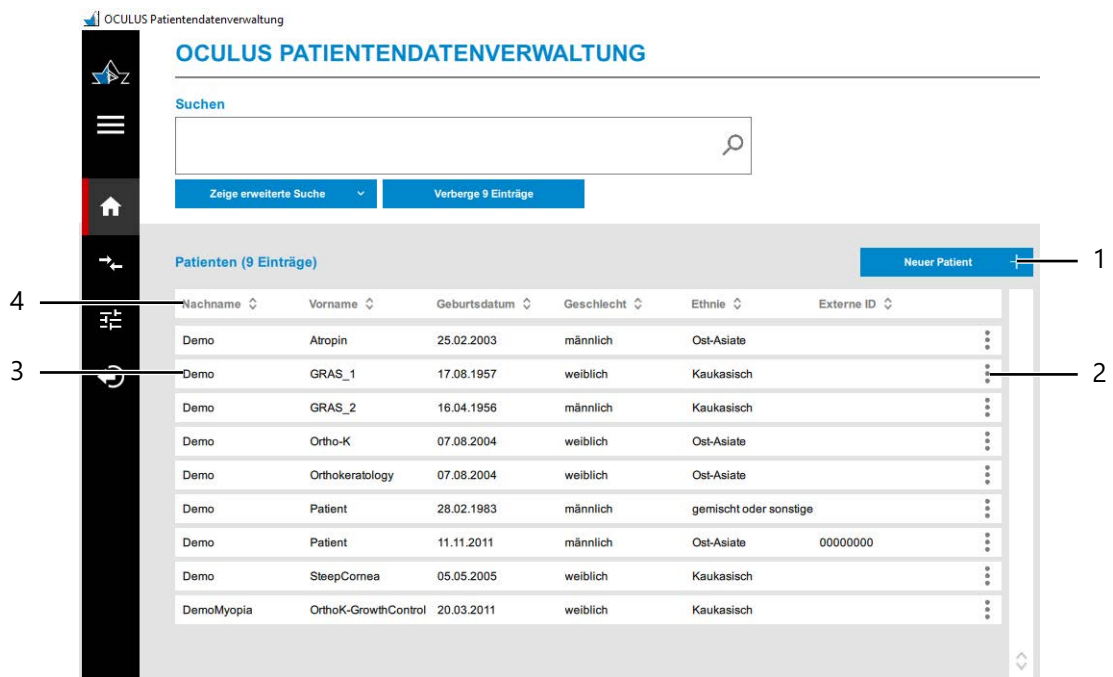 OCULUS Patientendatenverwaltung
OCULUS PATIENTENDATENVERWALTUNG
Suchen
Zeige erweiterte Suche Verberge 9 Einträge
Patienten (9 Einträge) Neuer Patient 1
4 Nachname Vorname Geburtsdatum Geschlecht Ethnie Externe ID
Demo Atropin 25.02.2003 männlich Ost-Asiate
3 Demo GRAS_1 17.08.1957 weiblich Kaukasisch 2
Demo GRAS_2 16.04.1956 männlich Kaukasisch
Demo Ortho-K 07.08.2004 weiblich Ost-Asiate
Demo Orthokeratology 07.08.2004 weiblich Ost-Asiate
Demo Patient 28.02.1983 männlich gemischt oder sonstige
Demo Patient 11.11.2011 männlich Ost-Asiate 00000000
Demo SteepCornea 05.05.2005 weiblich Kaukasisch
DemoMyopia OrthoK-GrowthControl 20.03.2011 weiblich Kaukasisch